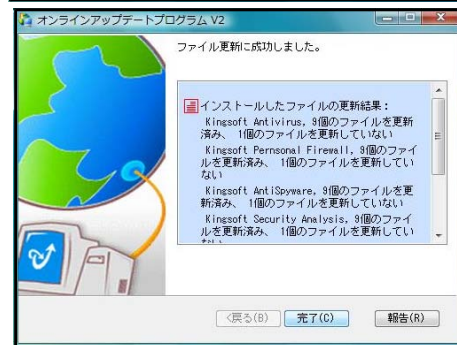 オンラインアップデートプログラム V2
ファイル更新に成功しました。
インストールしたファイルの更新結果：
Kingsoft Antivirus, 9個のファイルを更新
済み、 1個のファイルを更新していない
Kingsoft Pernsonal Firewall, 9個のファイ
ルを更新済み、 1個のファイルを更新してい
ない
Kingsoft AntiSpyware, 9個のファイルを更
新済み、 1個のファイルを更新していない
Kingsoft Security Analysis, 9個のファイ
ルを更新済み、 1個のファイルを更新してい
<戻る(B) 完了(C) 報告(R)